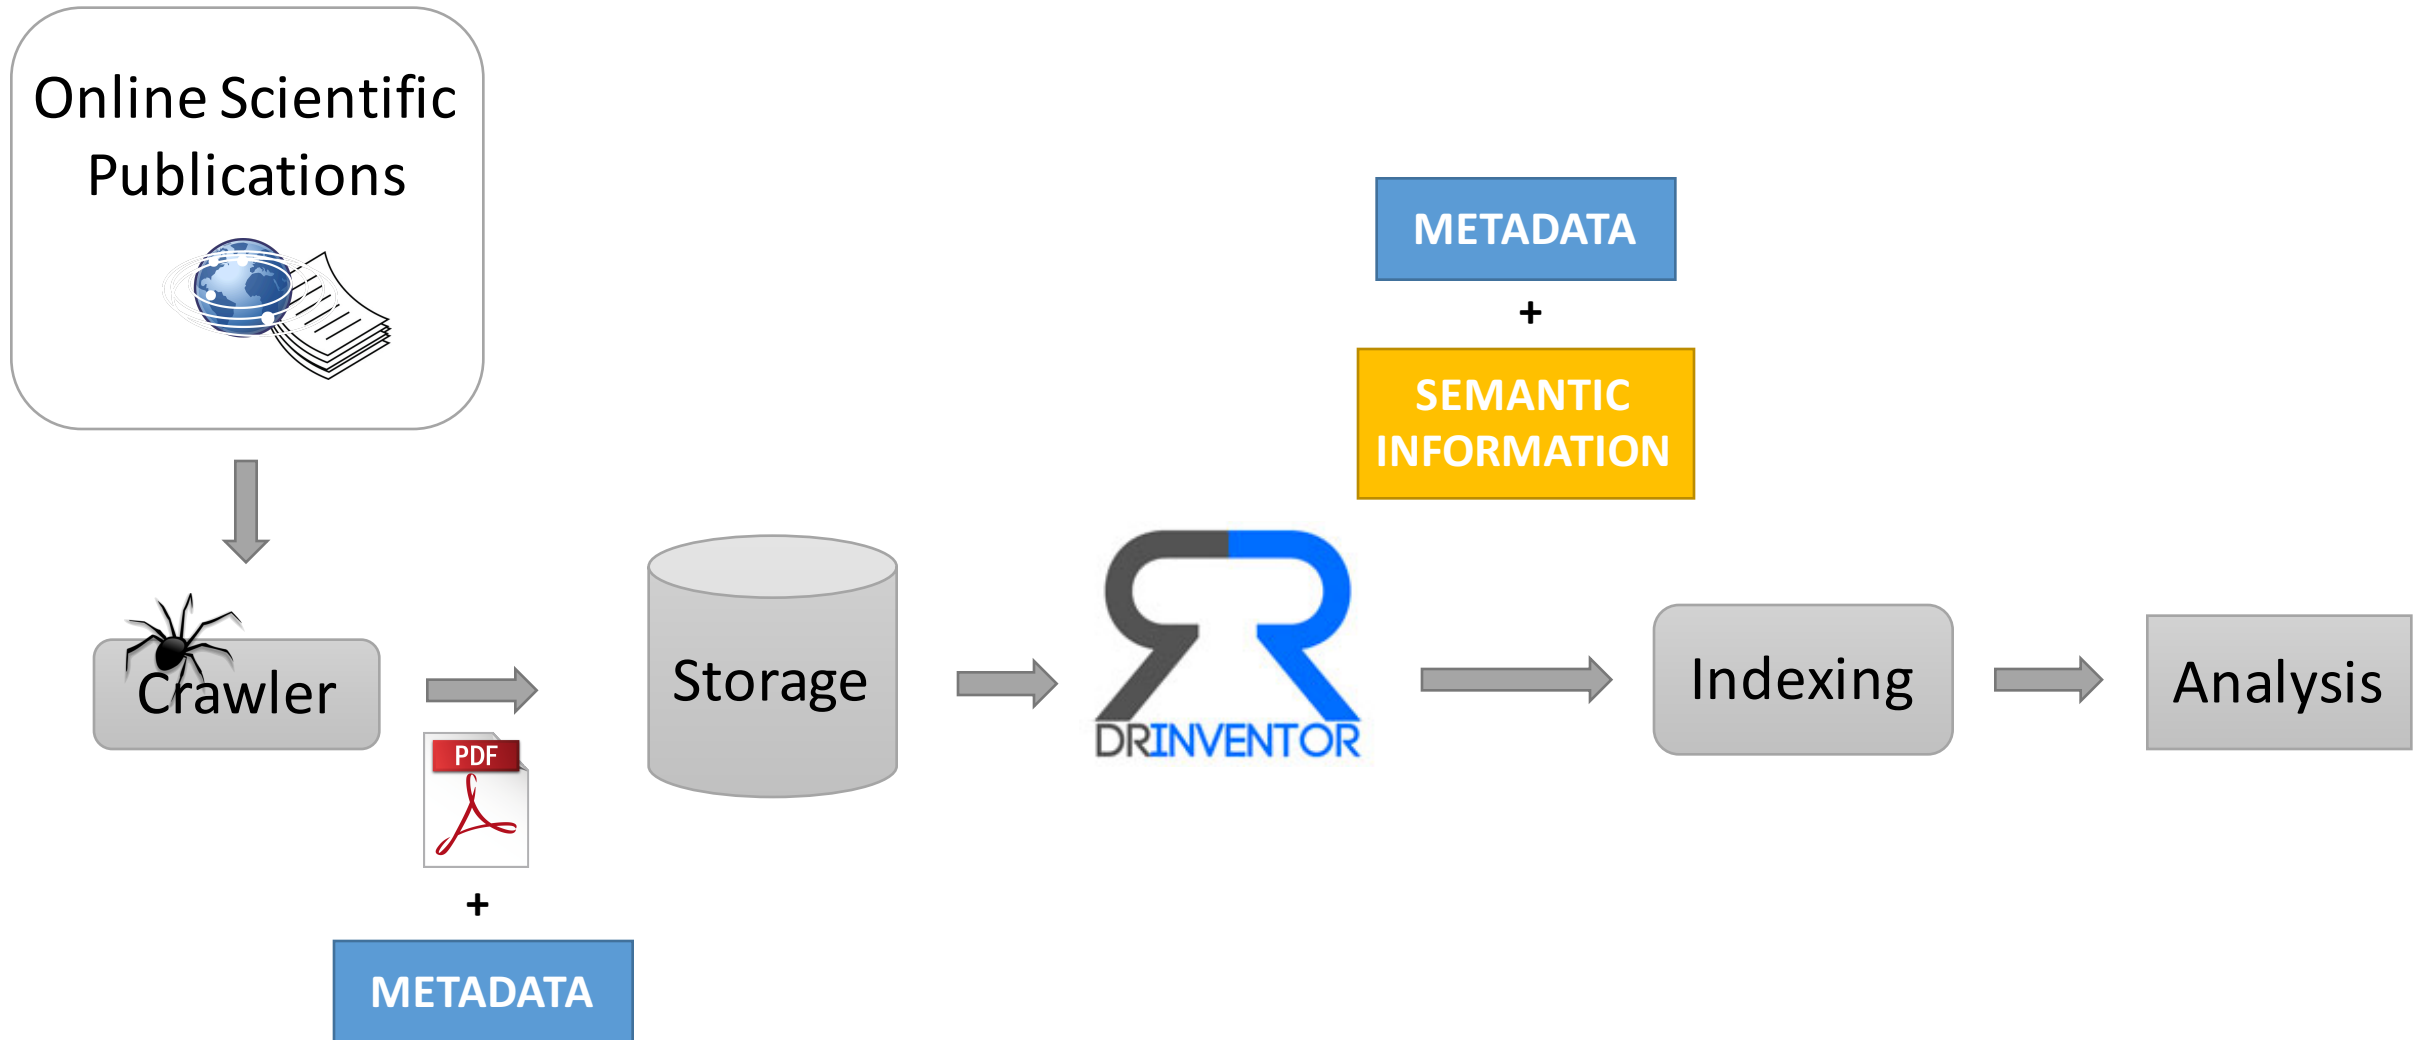 Online Scientific
Publications
METADATA
+
SEMANTIC
INFORMATION
Crawler
Storage
DRINVENTOR
Indexing
Analysis
PDF
+
METADATA